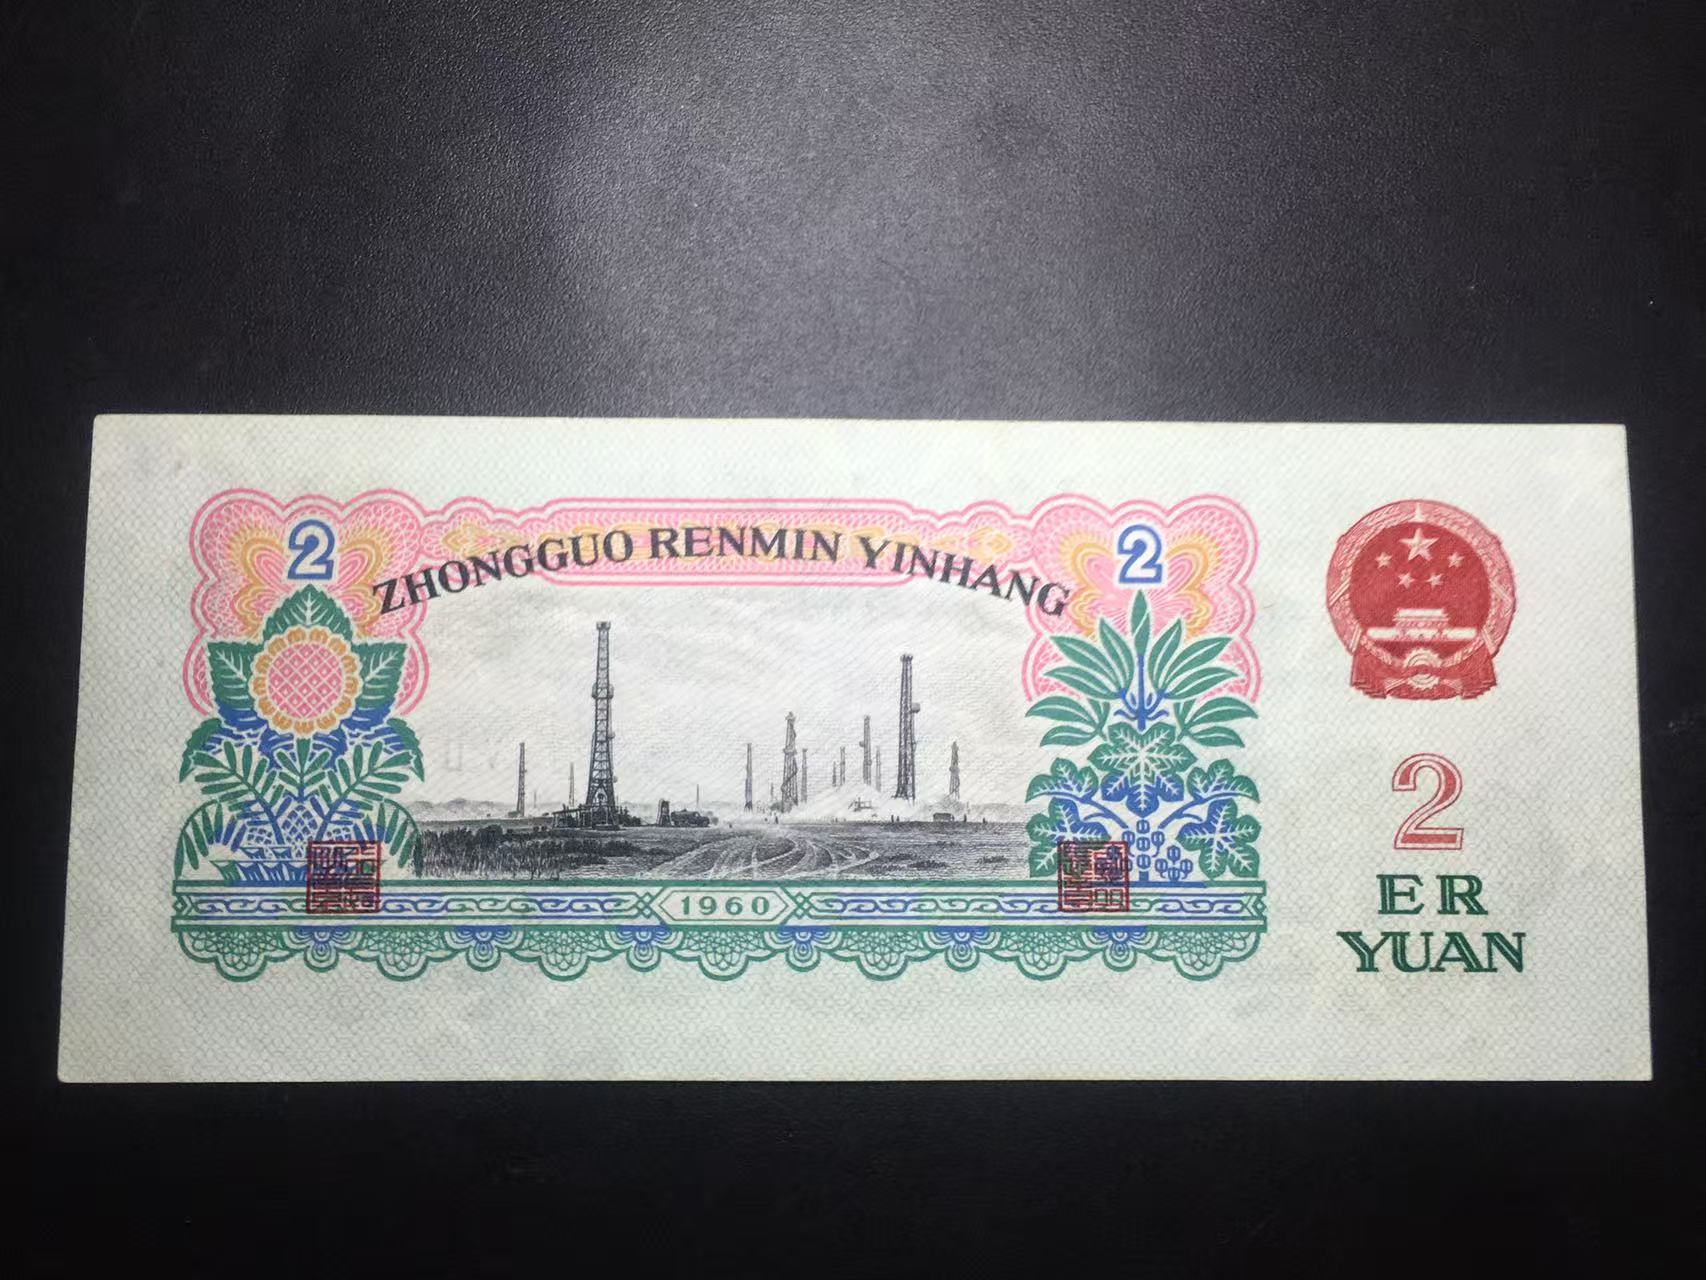 2
2
ZHONGGUO RENMIN YINHANG
1960
2
ER
YUAN